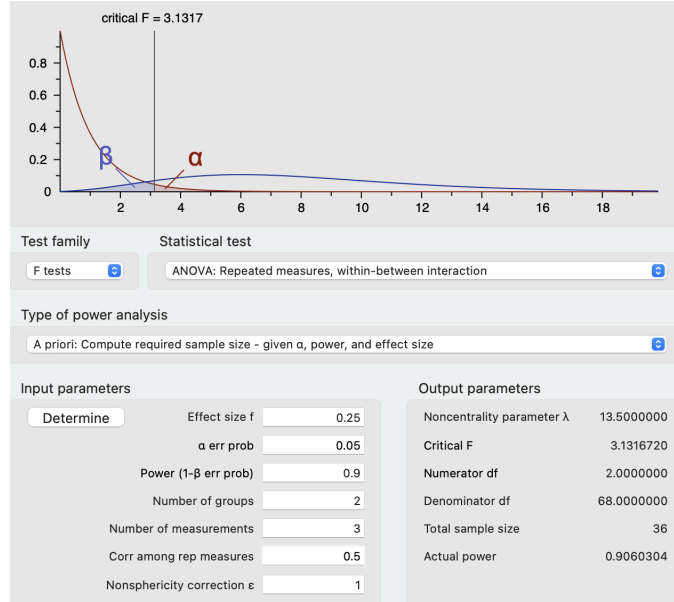 critical F = 3.1317
0.8
0.6
0.4
0.2
0
β
α
2 4 6 8 10 12 14 16 18
Test family Statistical test
F tests ANOVA: Repeated measures, within-between interaction
Type of power analysis
A priori: Compute required sample size - given α, power, and effect size
Input parameters Output parameters
Determine Effect size f 0.25 Noncentrality parameter λ 13.5000000
α err prob 0.05 Critical F 3.1316720
Power (1-β err prob) 0.9 Numerator df 2.0000000
Number of groups 2 Denominator df 68.0000000
Number of measurements 3 Total sample size 36
Corr among rep measures 0.5 Actual power 0.9060304
Nonsphericity correction ε 1